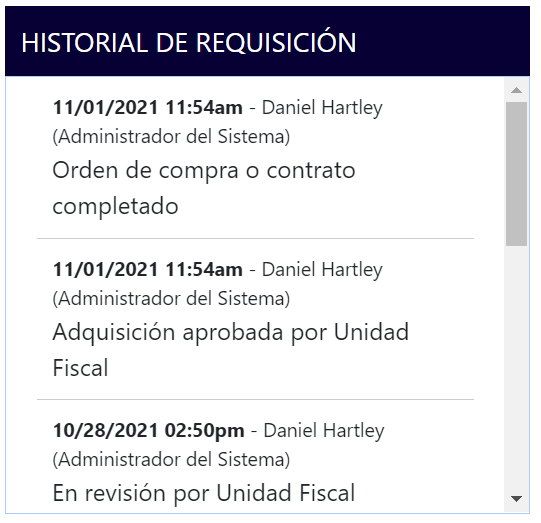 HISTORIAL DE REQUISICIÓN
11/01/2021 11:54am - Daniel Hartley
(Administrador del Sistema)
Orden de compra o contrato
completado
11/01/2021 11:54am - Daniel Hartley
(Administrador del Sistema)
Adquisición aprobada por Unidad
Fiscal
10/28/2021 02:50pm - Daniel Hartley
(Administrador del Sistema)
En revisión por Unidad Fiscal